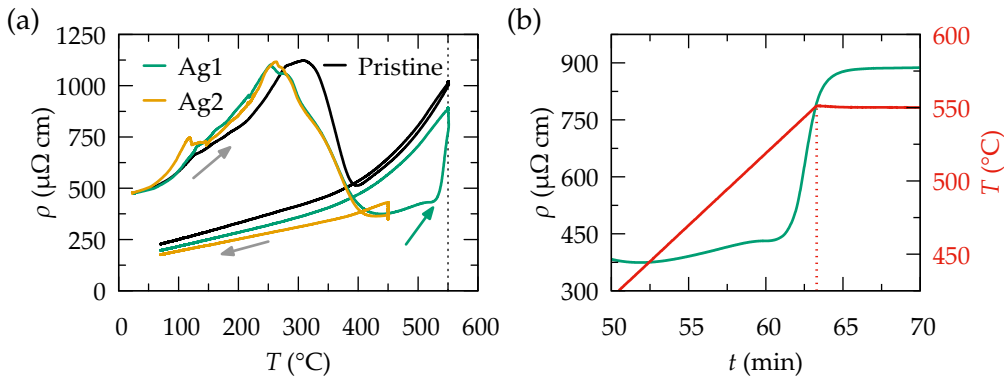 (a)
1250
1000
750
500
250
0
ρ (μΩ cm)
Ag1
Ag2
Pristine
0 100 200 300 400 500 600
T (°C)
(b)
900
750
600
450
300
ρ (μΩ cm)
600
550
500
450
T (°C)
50 55 60 65 70
t (min)